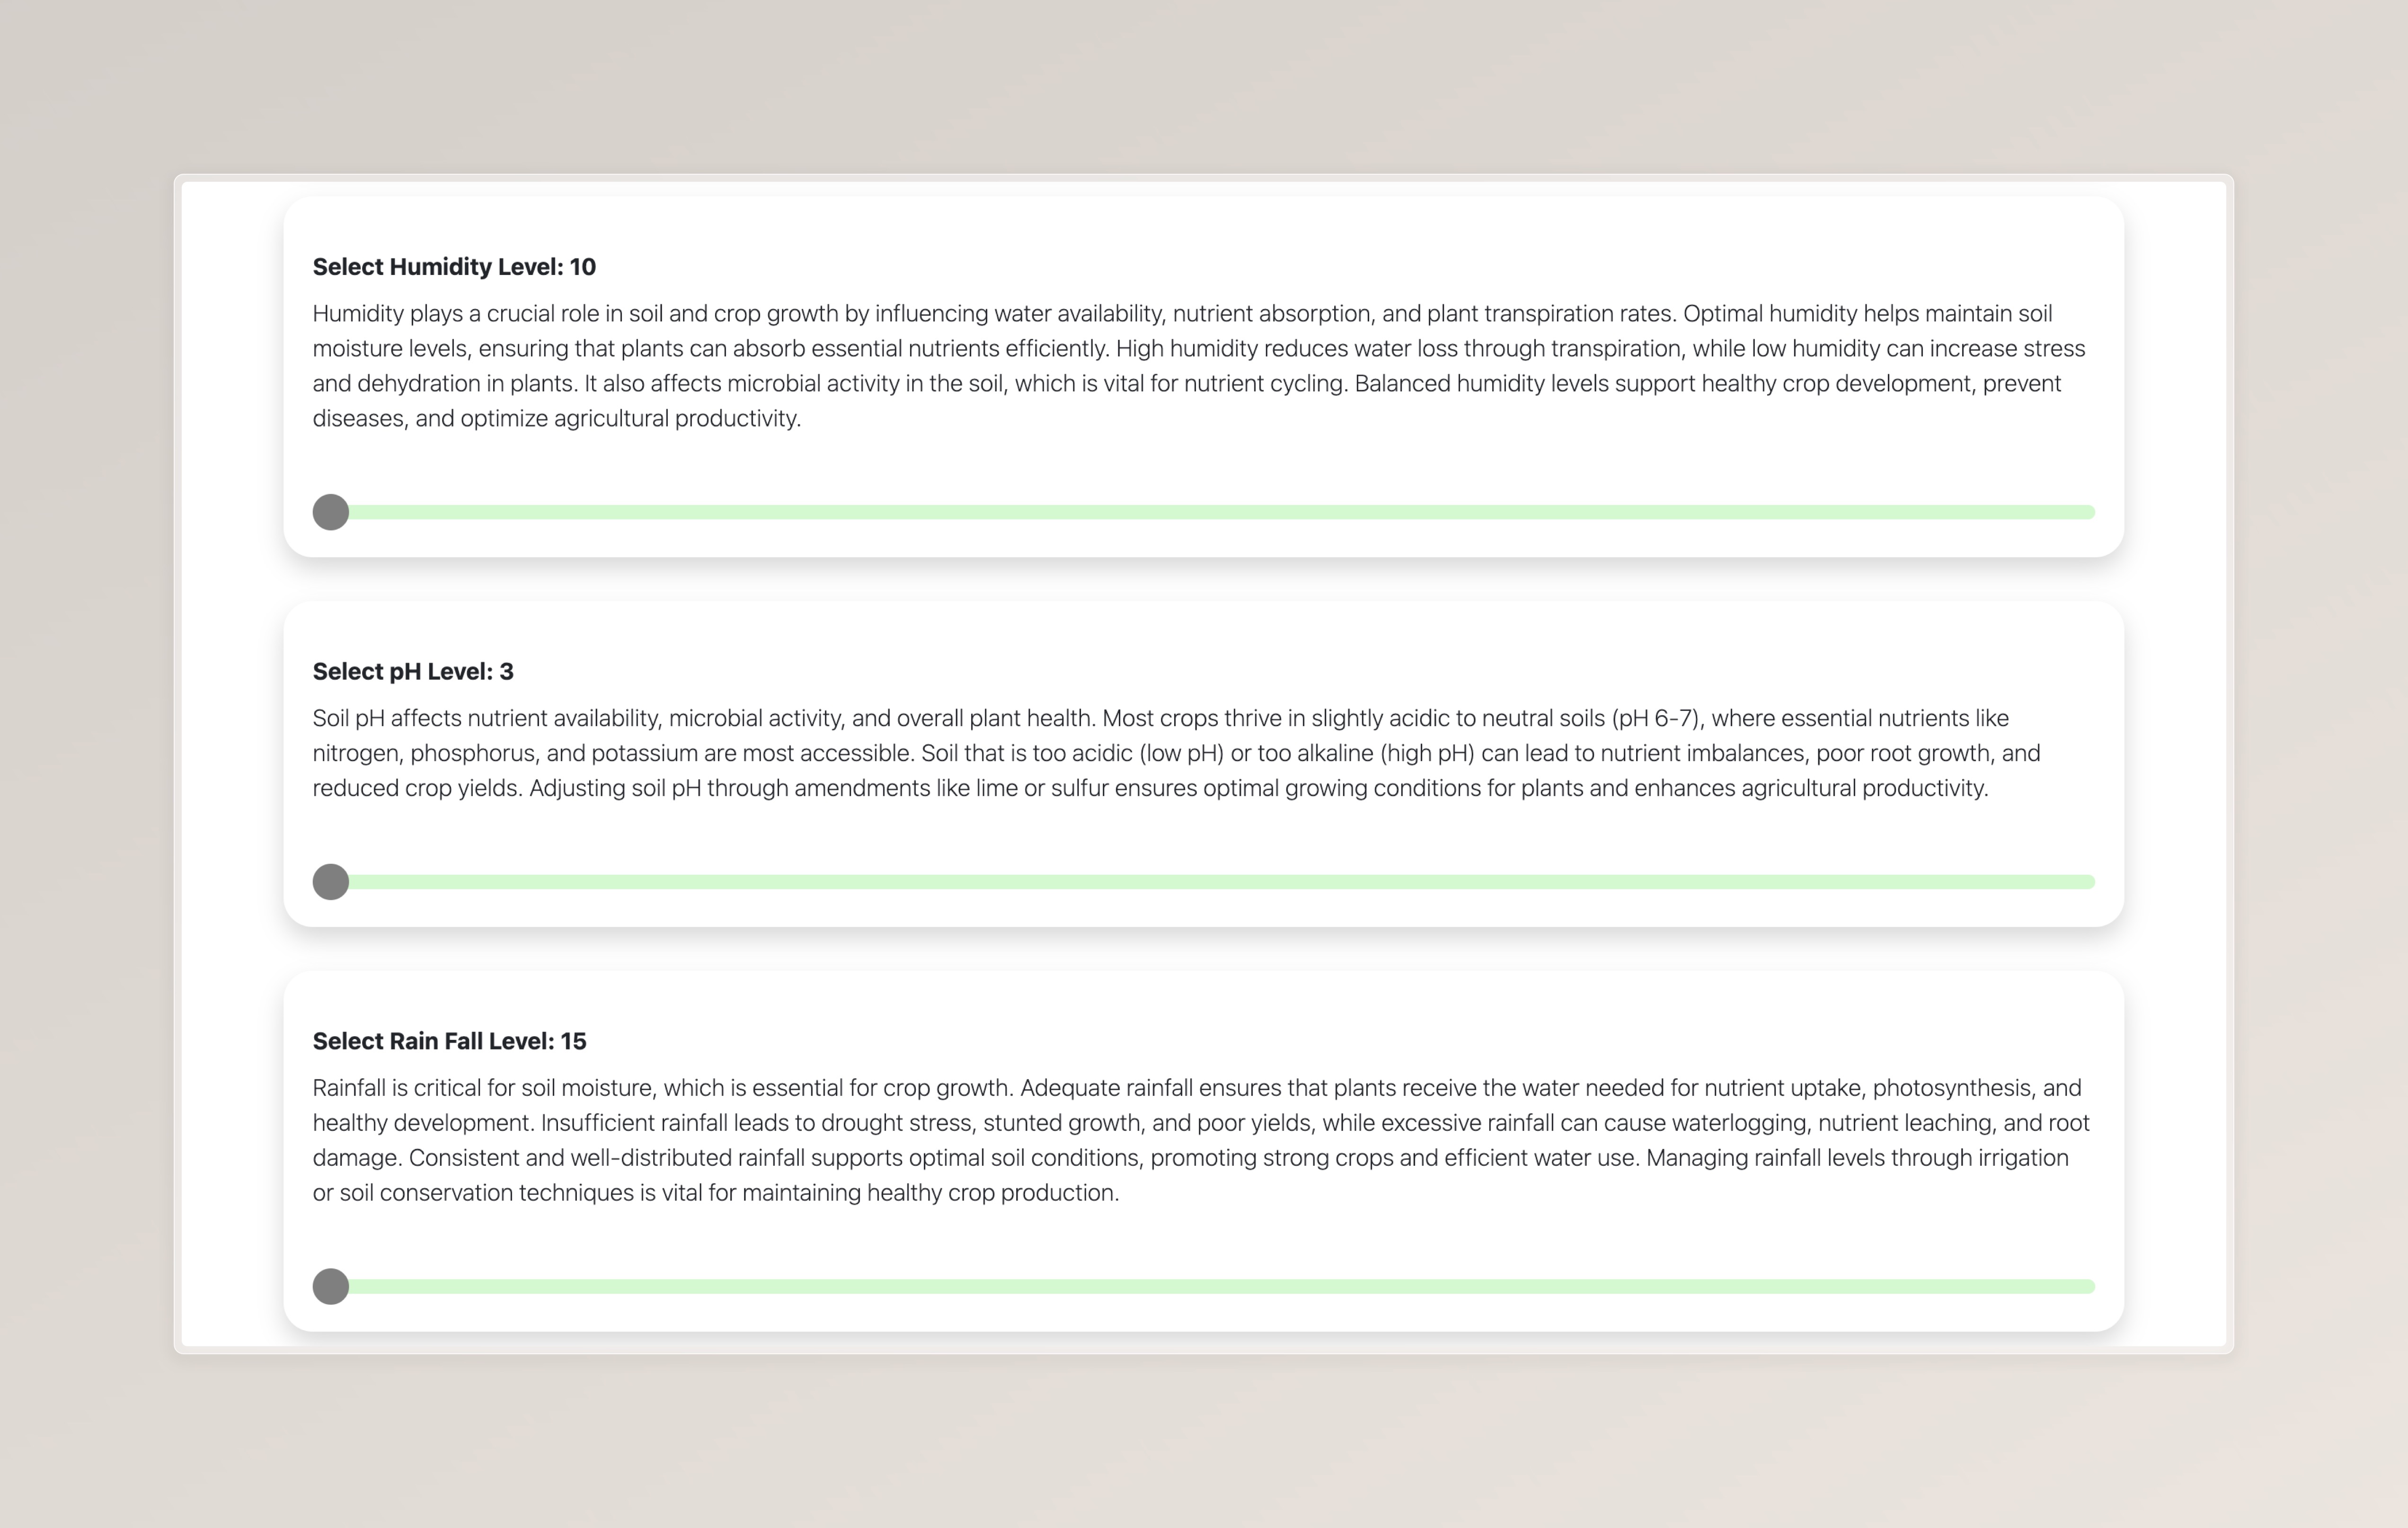 Select Humidity Level: 10
Humidity plays a crucial role in soil and crop growth by influencing water availability, nutrient absorption, and plant transpiration rates. Optimal humidity helps maintain soil
moisture levels, ensuring that plants can absorb essential nutrients efficiently. High humidity reduces water loss through transpiration, while low humidity can increase stress
and dehydration in plants. It also affects microbial activity in the soil, which is vital for nutrient cycling. Balanced humidity levels support healthy crop development, prevent
diseases, and optimize agricultural productivity.
Select pH Level: 3
Soil pH affects nutrient availability, microbial activity, and overall plant health. Most crops thrive in slightly acidic to neutral soils (pH 6-7), where essential nutrients like
nitrogen, phosphorus, and potassium are most accessible. Soil that is too acidic (low pH) or too alkaline (high pH) can lead to nutrient imbalances, poor root growth, and
reduced crop yields. Adjusting soil pH through amendments like lime or sulfur ensures optimal growing conditions for plants and enhances agricultural productivity.
Select Rain Fall Level: 15
Rainfall is critical for soil moisture, which is essential for crop growth. Adequate rainfall ensures that plants receive the water needed for nutrient uptake, photosynthesis, and
healthy development. Insufficient rainfall leads to drought stress, stunted growth, and poor yields, while excessive rainfall can cause waterlogging, nutrient leaching, and root
damage. Consistent and well-distributed rainfall supports optimal soil conditions, promoting strong crops and efficient water use. Managing rainfall levels through irrigation
or soil conservation techniques is vital for maintaining healthy crop production.